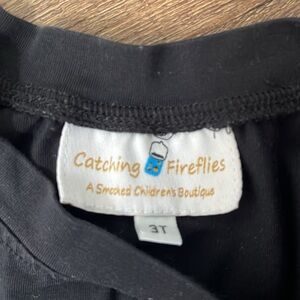 Catching Fireflies
A Smocked Children's Boutique
3T